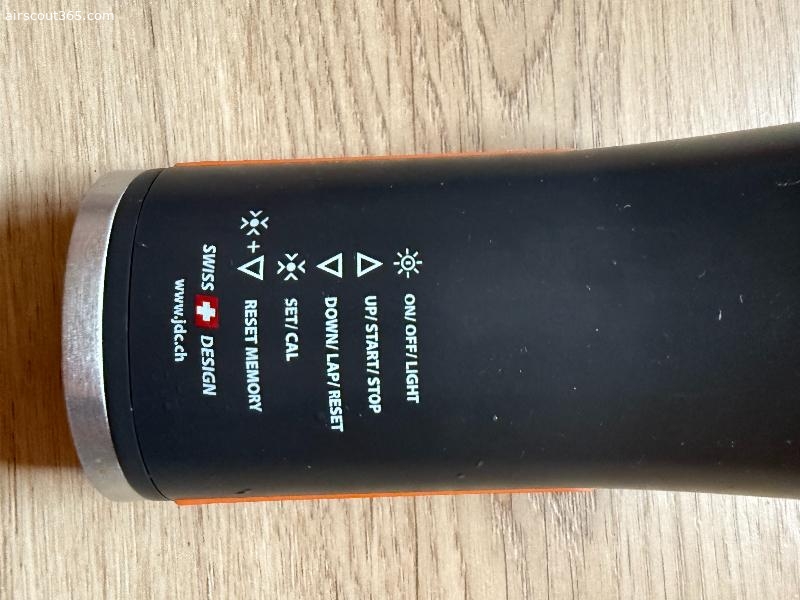 airscout365.com
ON/ OFF/ LIGHT
UP/ START/ STOP
DOWN/ LAP/ RESET
SET/ CAL
+ RESET MEMORY
SWISS DESIGN
www.jdc.ch